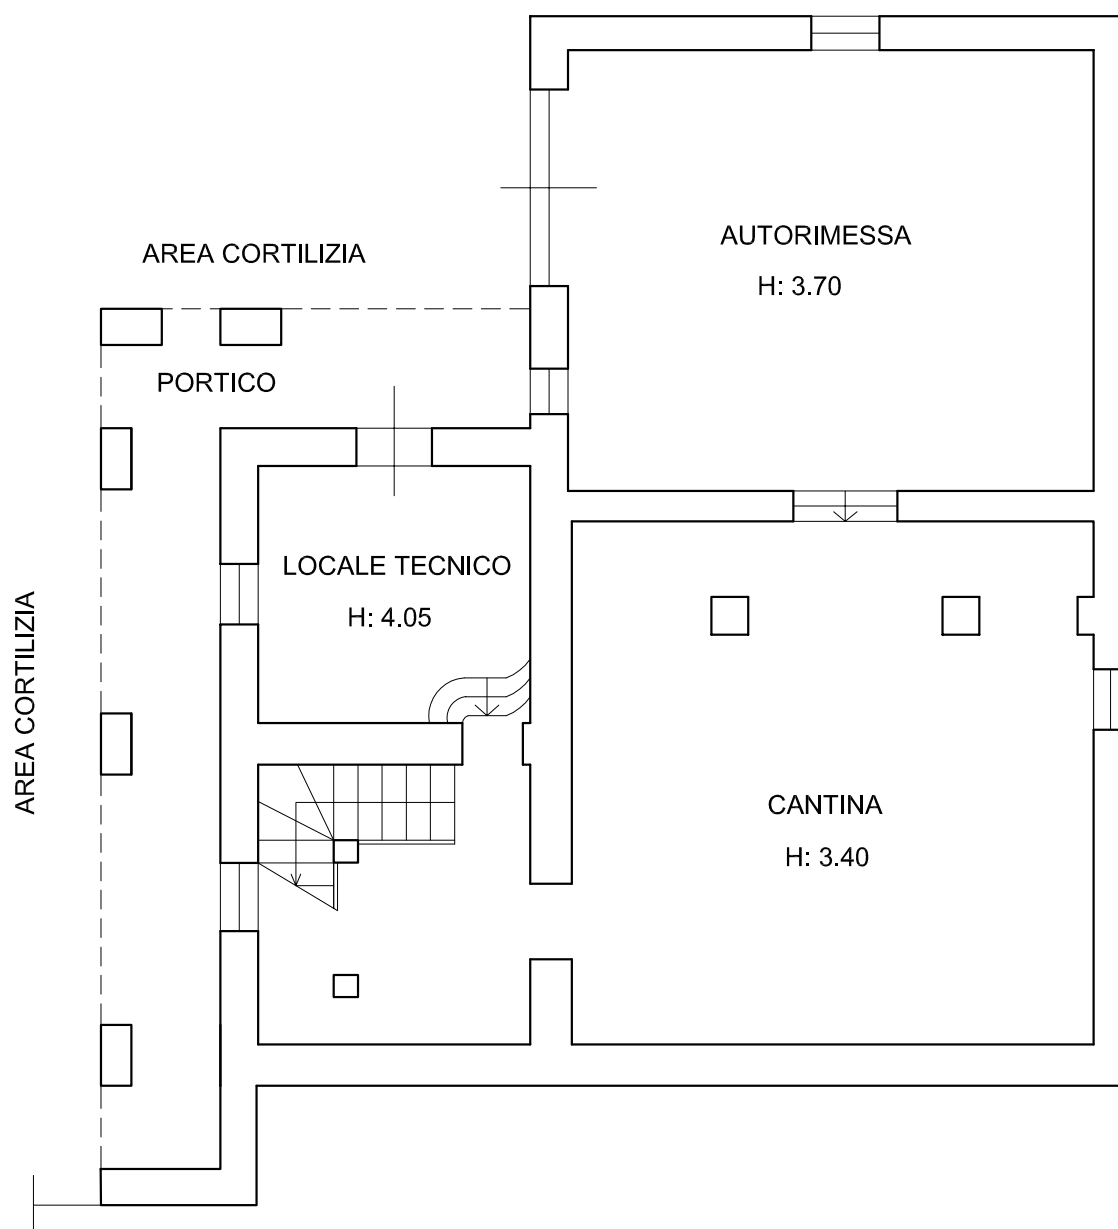 AUTORIMESSA
H: 3.70
AREA CORTILIZIA
PORTICO
LOCALE TECNICO
H: 4.05
AREA CORTILIZIA
CANTINA
H: 3.40